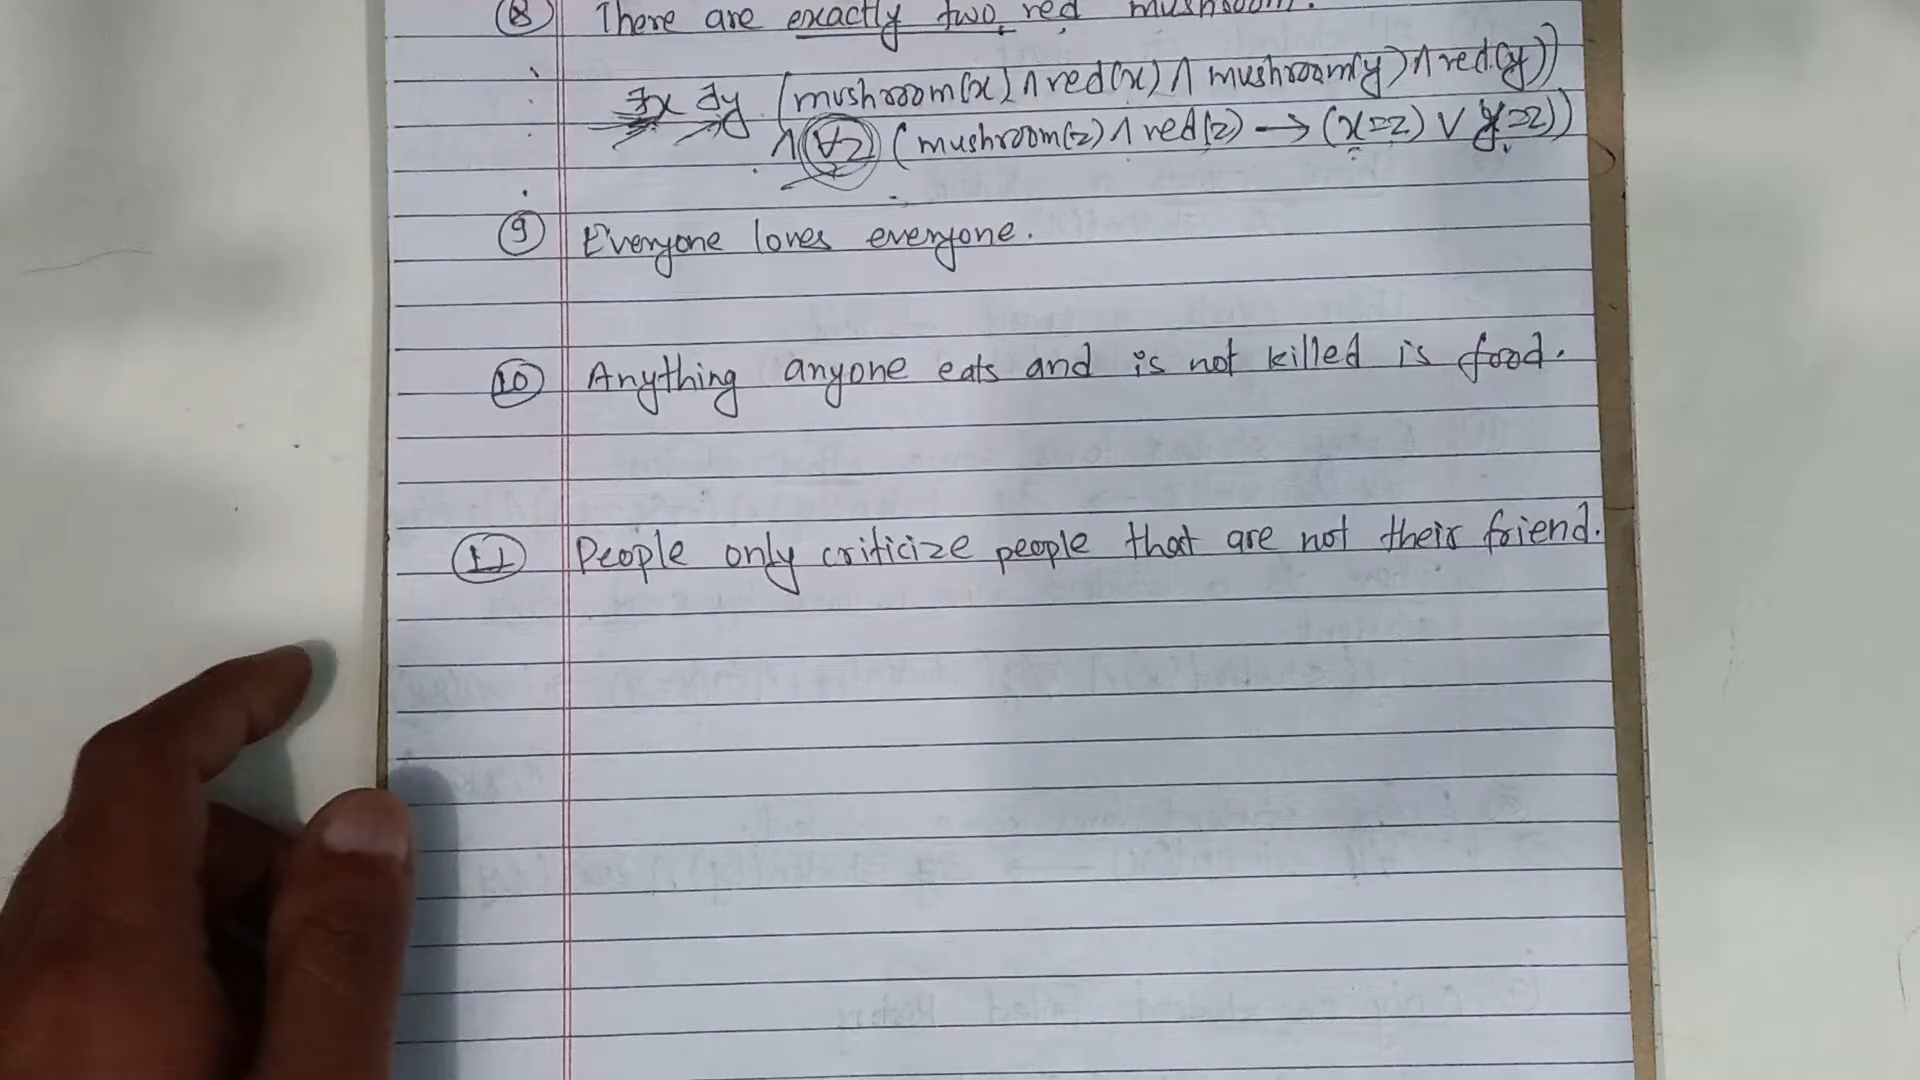 ⑧ There are exactly two red mushroom.
∃x ∃y (mushroom(x) ∧ red(x) ∧ mushroom(y) ∧ red(y))
∧ (∀z) (mushroom(z) ∧ red(z) → (x=z) ∨ y=z))
⑨ Everyone loves everyone.
⑩ Anything anyone eats and is not killed is food.
⑪ People only criticize people that are not their friend.